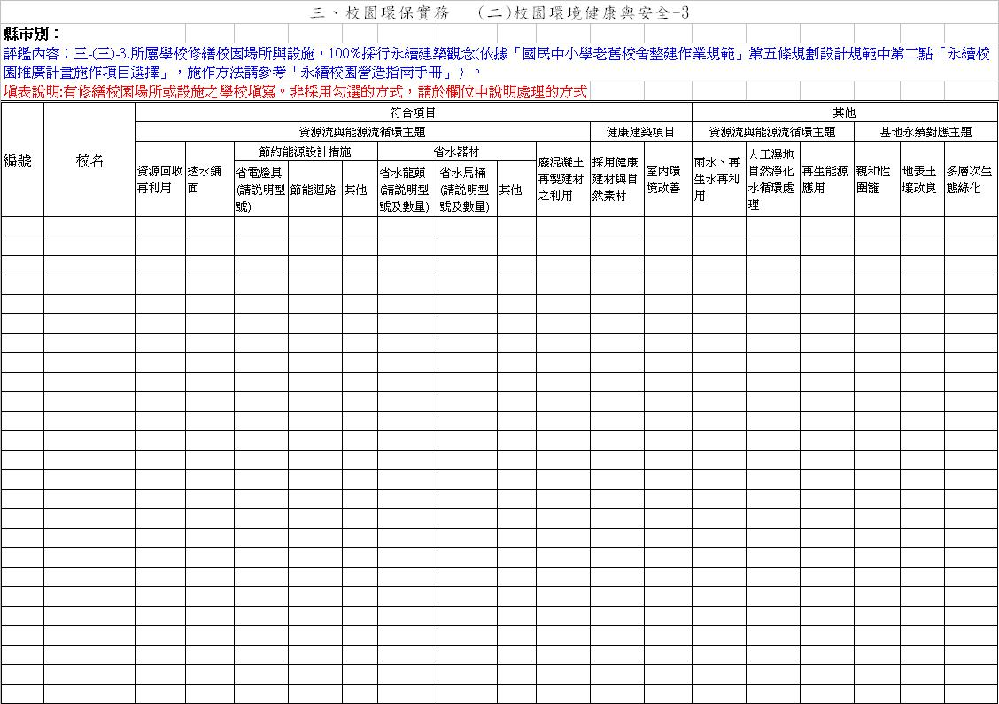 三、校園環保實務　(二)校園環境健康與安全-3
縣市別：
評鑑內容：三-(三)-3.所屬學校修繕校園場所與設施，100%採行永續建築觀念(依據「國民中小學老舊校舍整建作業規範」第五條規劃設計規範中第二點「永續校
園推廣計畫施作項目選擇」，施作方法請參考「永續校園營造指南手冊」）。
填表說明:有修繕校園場所或設施之學校填寫。非採用勾選的方式，請於欄位中說明處理的方式
編號
校名
符合項目
其他
資源流與能源流循環主題
健康建築項目
資源流與能源流循環主題
基地永續對應主題
資源回收
再利用
透水鋪
面
節約能源設計措施
省水器材
省電燈具
(請說明型
號)
節能迴路
其他
省水龍頭
(請說明型
號及數量)
省水馬桶
(請說明型
號及數量)
其他
廢混凝土
再製建材
之利用
採用健康
建材與自
然素材
室內環
境改善
雨水、再
生水再利
用
人工濕地
自然淨化
水循環處
理
再生能源
應用
親和性
圍籬
地表土
壤改良
多層次生
態綠化